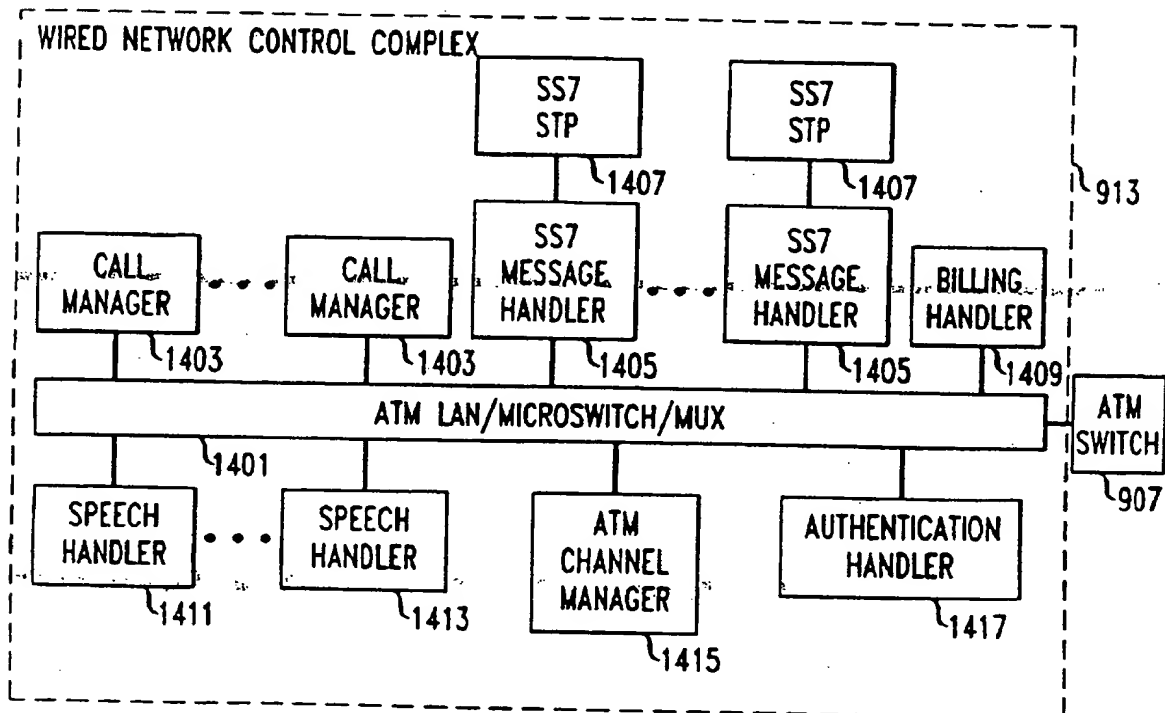 WIRED NETWORK CONTROL COMPLEX
SS7
STP
1407
SS7
STP
1407
913
CALL
MANAGER
1403
CALL
MANAGER
1403
SS7
MESSAGE
HANDLER
1405
SS7
MESSAGE
HANDLER
1405
BILLING
HANDLER
1409
ATM LAN/MICROSWITCH/MUX
1401
ATM
SWITCH
907
SPEECH
HANDLER
1411
SPEECH
HANDLER
1413
ATM
CHANNEL
MANAGER
1415
AUTHENTICATION
HANDLER
1417